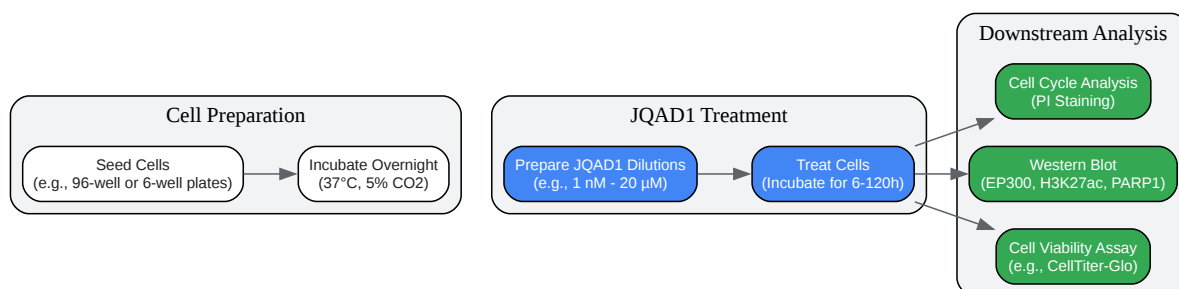 Cell Preparation
Seed Cells
(e.g., 96-well or 6-well plates)
Incubate Overnight
(37°C, 5% CO2)
JQAD1 Treatment
Prepare JQAD1 Dilutions
(e.g., 1 nM - 20 µM)
Treat Cells
(Incubate for 6-120h)
Downstream Analysis
Cell Cycle Analysis
(PI Staining)
Western Blot
(EP300, H3K27ac, PARP1)
Cell Viability Assay
(e.g., CellTiter-Glo)